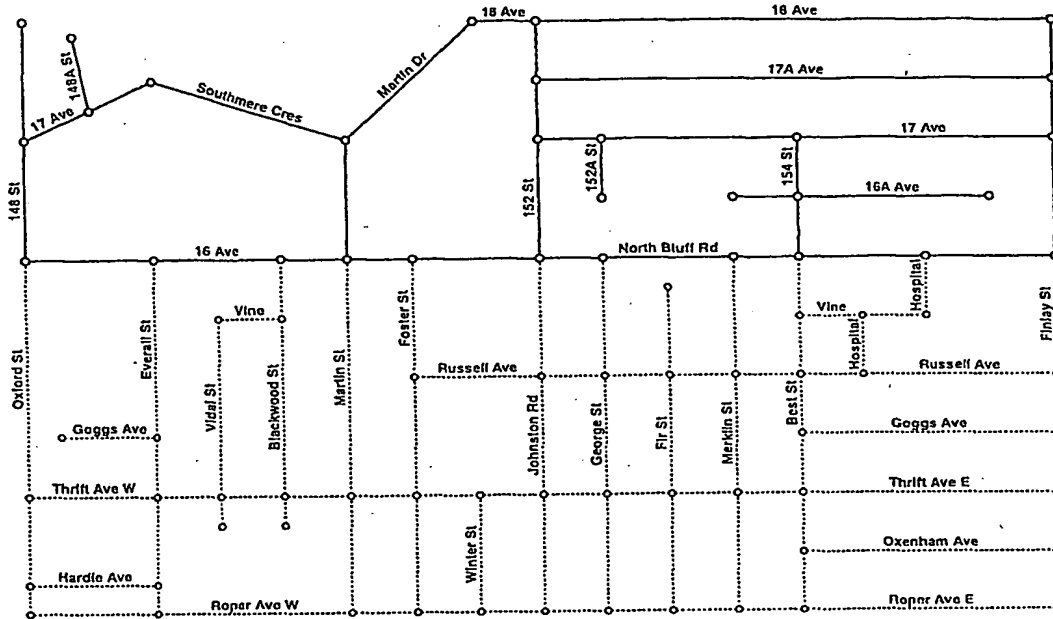 18 Ave
18 Ave
148A St
Martin Dr
17A Ave
Southmere Cres
17 Ave
17 Ave
152A St
154 St
148 St
152 St
16A Ave
16 Ave
North Bluff Rd
Hospital
Vine
Vine
Foster St
Finlay St
Everall St
Hospital
Oxford St
Martin St
Russell Ave
Russell Ave
Vidal St
Blackwood St
Best St
Johnston Rd
George St
Fir St
Merklin St
Goggs Ave
Goggs Ave
Thrift Ave W
Thrift Ave E
Winter St
Oxenham Ave
Hardie Ave
Roper Ave W
Roper Ave E